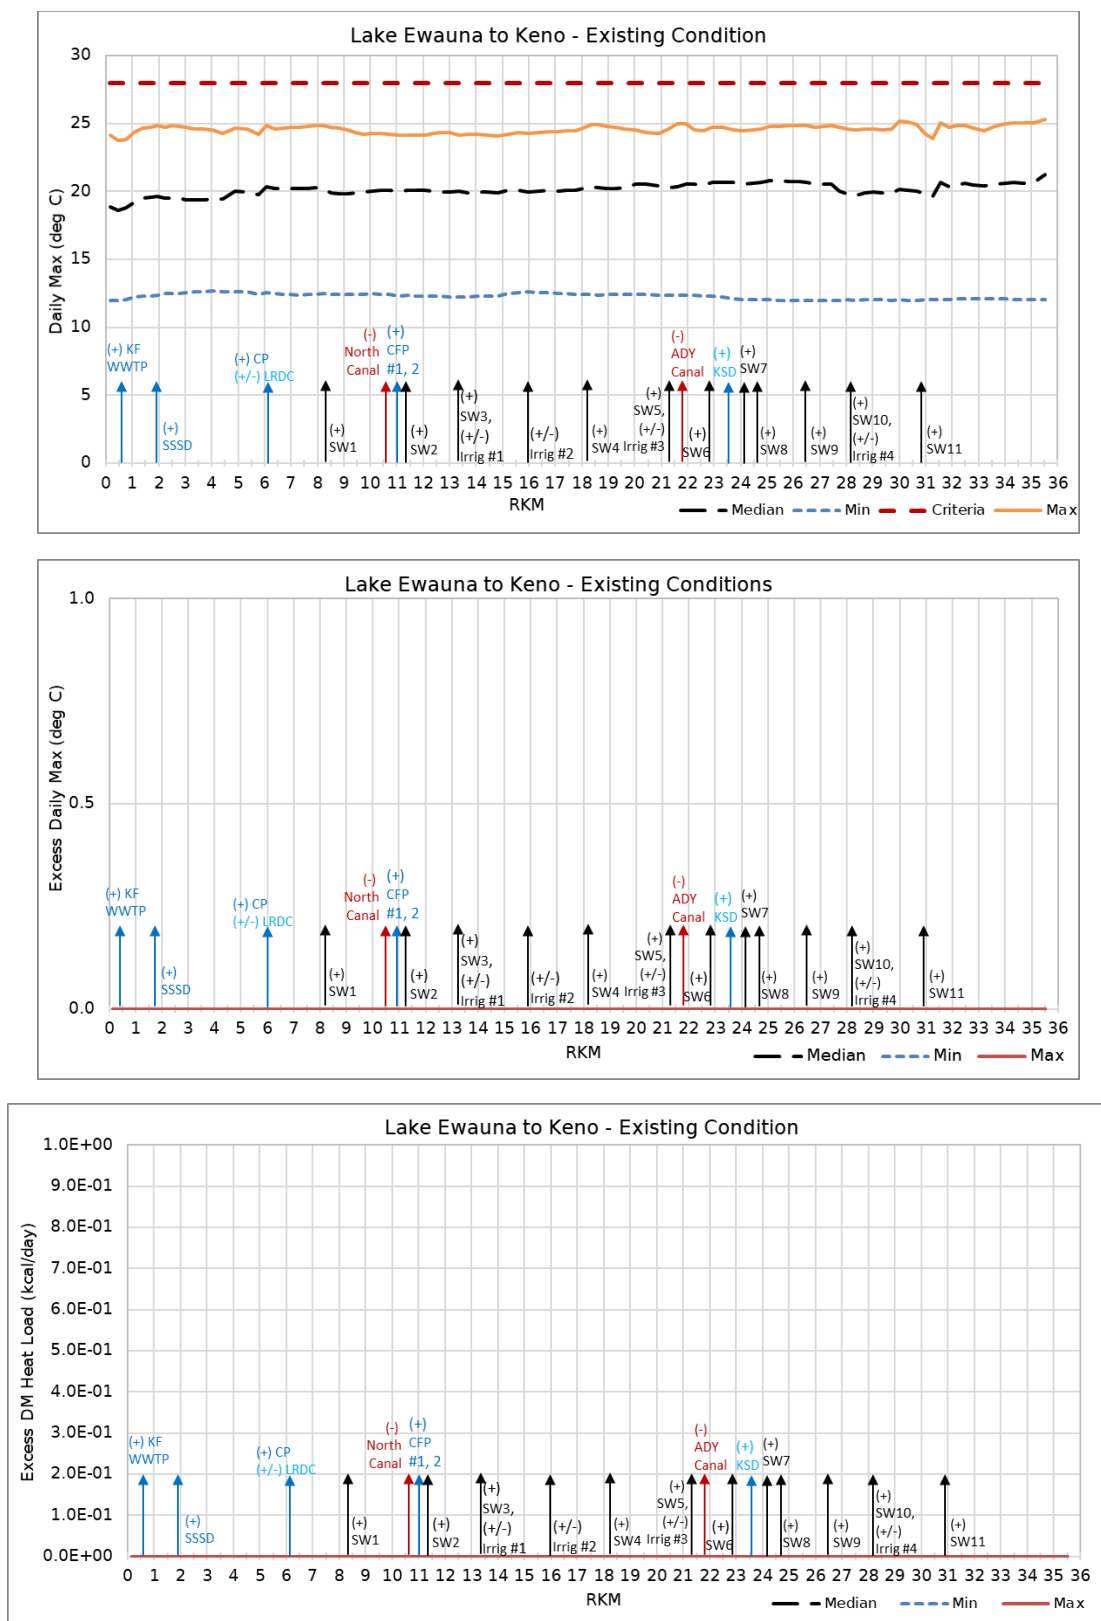 Lake Ewauna to Keno - Existing Condition
Daily Max (deg C)
30
25
20
15
10
5
0
(+) KF
WWTP
(+)
SSSD
(+) CP
(+/-) LRDC
(+)
SW1
(-)
North
Canal
(+)
CFP
#1, 2
(+)
SW2
(+)
SW3,
(+/-)
Irrig #1
(+/-)
Irrig #2
(+)
SW4
(+)
SW5,
(+/-)
Irrig #3
(-)
ADY
Canal
(+)
SW6
(+)
KSD
(+)
SW7
(+)
SW8
(+)
SW9
(+)
SW10,
(+/-)
Irrig #4
(+)
SW11
0 1 2 3 4 5 6 7 8 9 10 11 12 13 14 15 16 17 18 19 20 21 22 23 24 25 26 27 28 29 30 31 32 33 34 35 36
RKM
Median Min Criteria Max
Lake Ewauna to Keno - Existing Conditions
Excess Daily Max (deg C)
1.0
0.5
0.0
(+) KF
WWTP
(+)
SSSD
(+) CP
(+/-) LRDC
(+)
SW1
(-)
North
Canal
(+)
CFP
#1, 2
(+)
SW2
(+)
SW3,
(+/-)
Irrig #1
(+/-)
Irrig #2
(+)
SW4
(+)
SW5,
(+/-)
Irrig #3
(-)
ADY
Canal
(+)
SW6
(+)
KSD
(+)
SW7
(+)
SW8
(+)
SW9
(+)
SW10,
(+/-)
Irrig #4
(+)
SW11
0 1 2 3 4 5 6 7 8 9 10 11 12 13 14 15 16 17 18 19 20 21 22 23 24 25 26 27 28 29 30 31 32 33 34 35 36
RKM
Median Min Max
Lake Ewauna to Keno - Existing Condition
Excess DM Heat Load (kcal/day)
1.0E+00
9.0E-01
8.0E-01
7.0E-01
6.0E-01
5.0E-01
4.0E-01
3.0E-01
2.0E-01
1.0E-01
0.0E+00
(+) KF
WWTP
(+)
SSSD
(+) CP
(+/-) LRDC
(+)
SW1
(-)
North
Canal
(+)
CFP
#1, 2
(+)
SW2
(+)
SW3,
(+/-)
Irrig #1
(+/-)
Irrig #2
(+)
SW4
(+)
SW5,
(+/-)
Irrig #3
(-)
ADY
Canal
(+)
SW6
(+)
KSD
(+)
SW7
(+)
SW8
(+)
SW9
(+)
SW10,
(+/-)
Irrig #4
(+)
SW11
0 1 2 3 4 5 6 7 8 9 10 11 12 13 14 15 16 17 18 19 20 21 22 23 24 25 26 27 28 29 30 31 32 33 34 35 36
RKM
Median Min Max